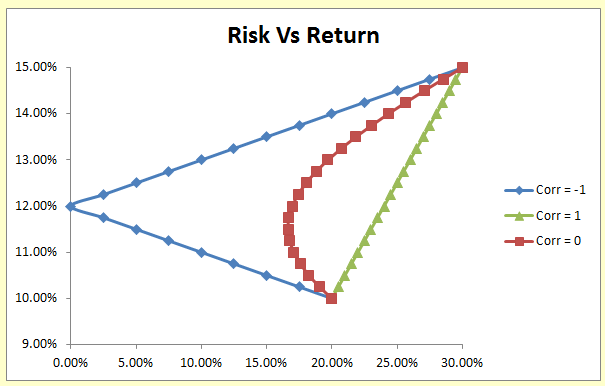 Risk Vs Return
15.00%
14.00%
13.00%
12.00%
11.00%
10.00%
9.00%
0.00% 5.00% 10.00% 15.00% 20.00% 25.00% 30.00%
Corr = -1
Corr = 1
Corr = 0